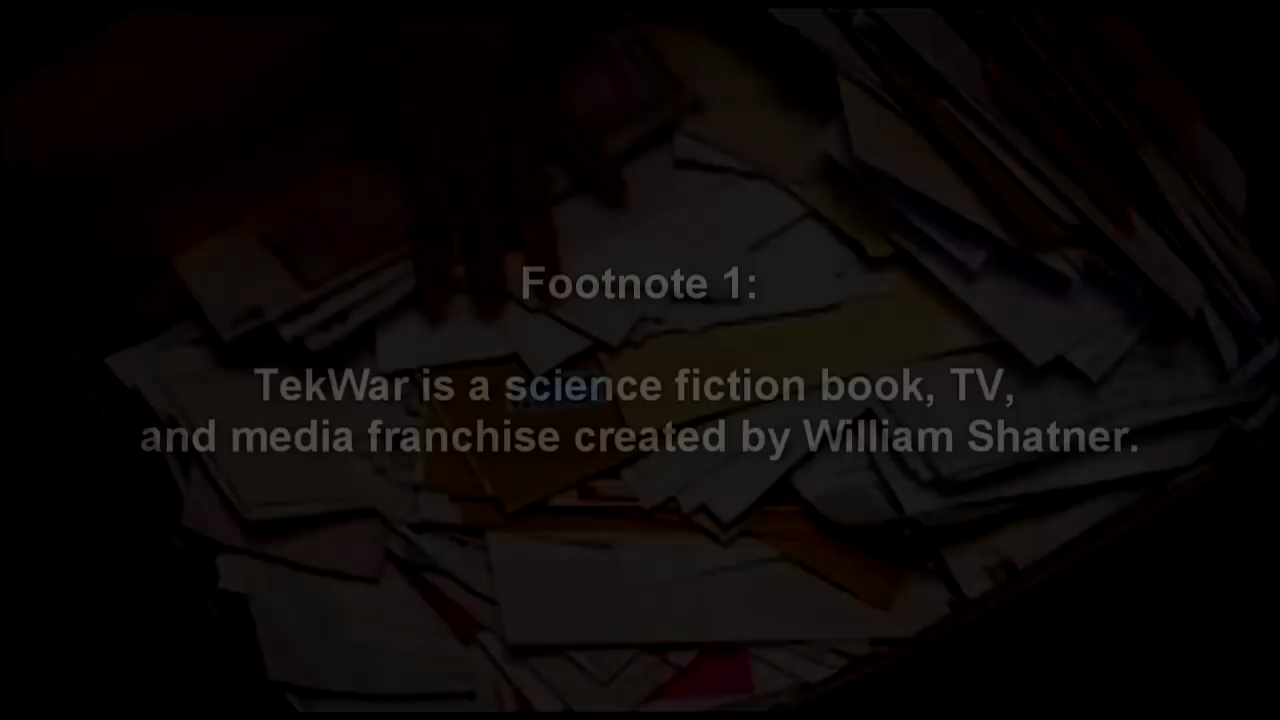 Footnote 1:
TekWar is a science fiction book, TV,
and media franchise created by William Shatner.